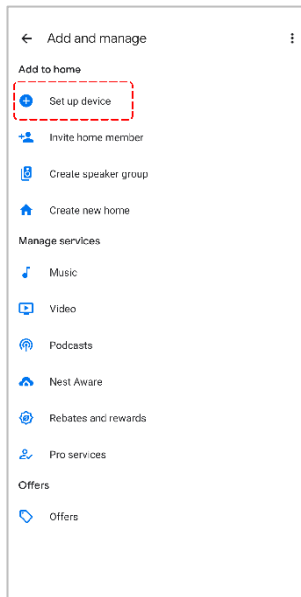 Add and manage
Add to home
Set up device
Invite home member
Create speaker group
Create new home
Manage services
Music
Video
Podcasts
Nest Aware
Rebates and rewards
Pro services
Offers
Offers